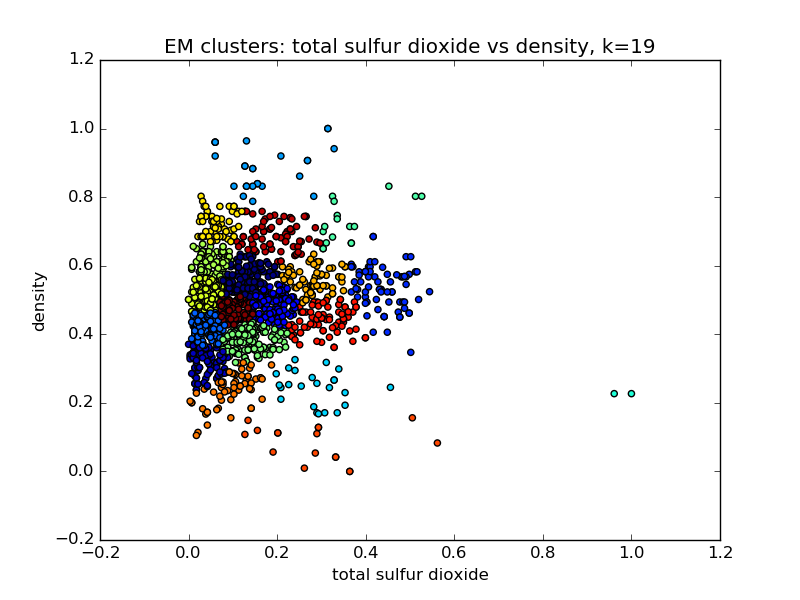 EM clusters: total sulfur dioxide vs density, k=19
1.2
1.0
0.8
0.6
0.4
0.2
0.0
−0.2
density
−0.2 0.0 0.2 0.4 0.6 0.8 1.0 1.2
total sulfur dioxide